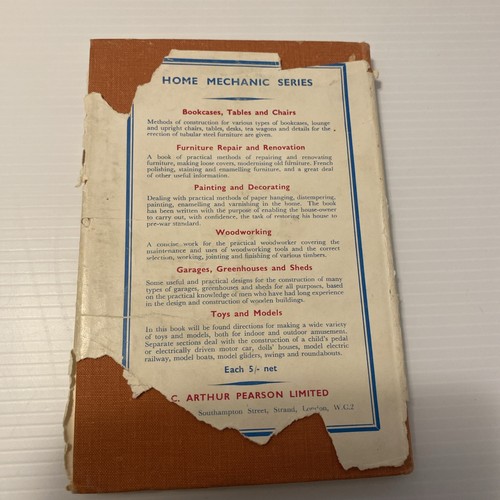 HOME MECHANIC SERIES
Bookcases, Tables and Chairs
Methods of construction for various types of bookcases, lounge
and upright chairs, tables, desks, tea wagons and details for the
erection of tubular steel furniture are given.
Furniture Repair and Renovation
A book of practical methods of repairing and renovating
furniture, making loose covers, modernising old furniture, French
polishing, staining and enamelling furniture, and a great deal
of other useful information.
Painting and Decorating
Dealing with practical methods of paper hanging, distempering,
painting, enamelling and varnishing in the house. The book
has been written with the purpose of enabling the house-owner
to carry out, with confidence, the task of restoring his house to
pre-war standard.
Woodworking
A concise work for the practical woodworker covering the
maintenance and uses of woodworking tools and the correct
selection, working, jointing and finishing of various timbers.
Garages, Greenhouses and Sheds
Some useful and practical designs for the construction of many
types of garages, greenhouses and sheds for all purposes, based
on the practical knowledge of men who have had long experience
in the design and construction of wooden buildings.
Toys and Models
In this book will be found directions for making a wide variety
of toys and models, both for indoor and outdoor amusement.
Separate sections deal with the construction of a child's pedal
or electrically driven motor car, dolls' houses, model electric
railway, model boats, model gliders, swings and roundabouts.
Each 5/- net
C. ARTHUR PEARSON LIMITED
Southampton Street, Strand, London, W.C.2